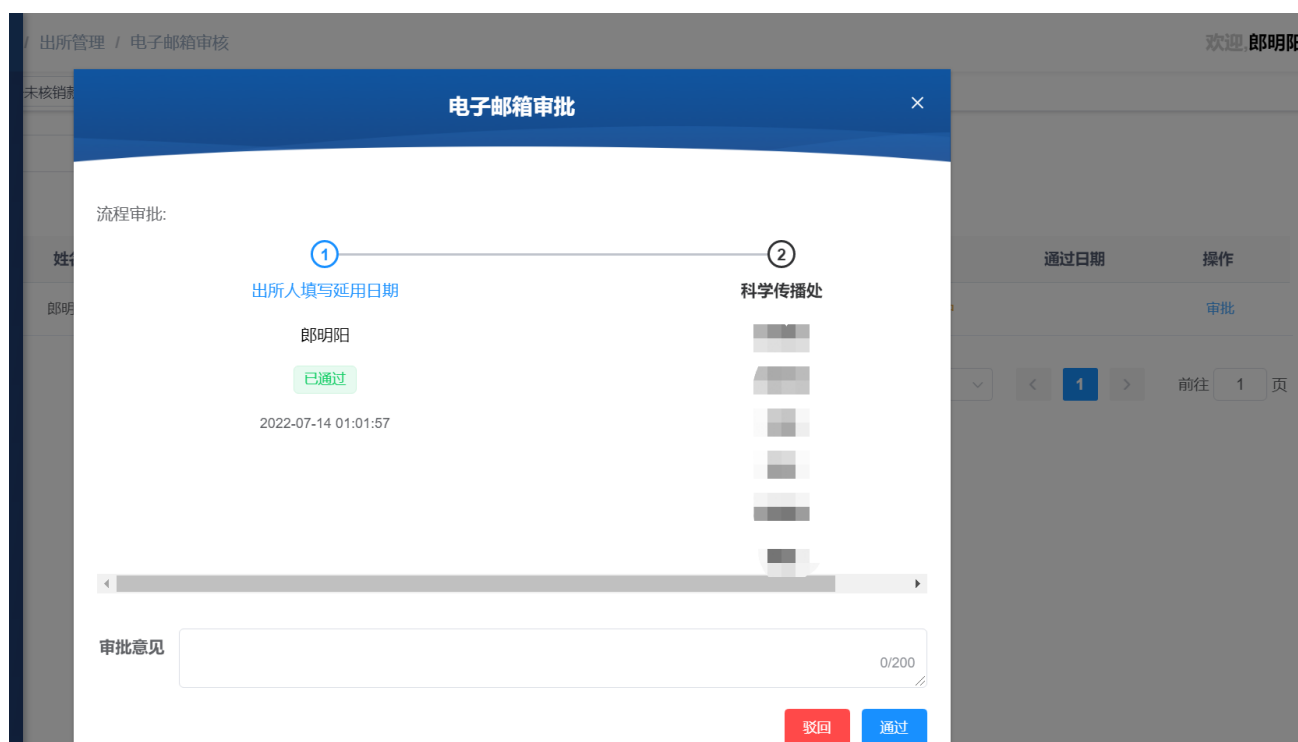 / 出所管理 / 电子邮箱审核
欢迎,郎明阳
未核销
电子邮箱审批
流程审批:
1
2
出所人填写延用日期
科学传播处
郎明阳
已通过
2022-07-14 01:01:57
通过日期
操作
郎明
审批
1
前往 1 页
审批意见
0/200
驳回
通过